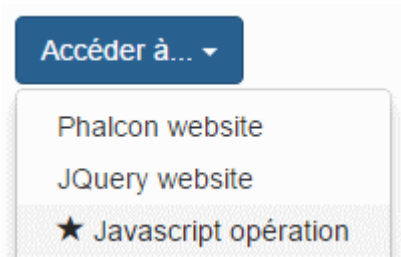 Accéder à...
Phalcon website
JQuery website
★ Javascript opération